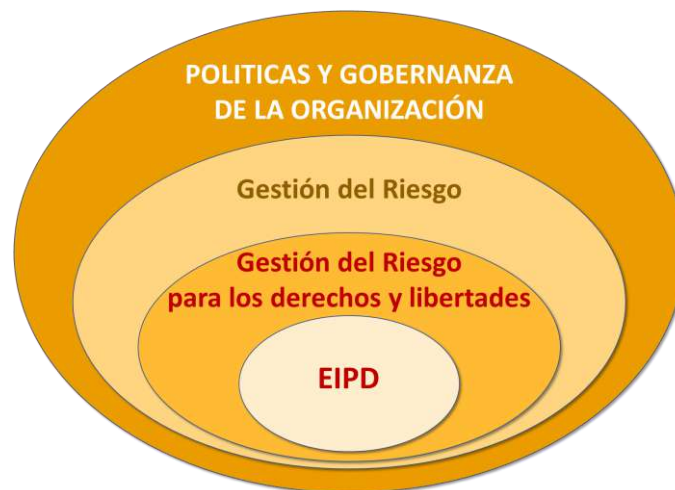 POLITICAS Y GOBERNANZA
DE LA ORGANIZACIÓN
Gestión del Riesgo
Gestión del Riesgo
para los derechos y libertades
EIPD